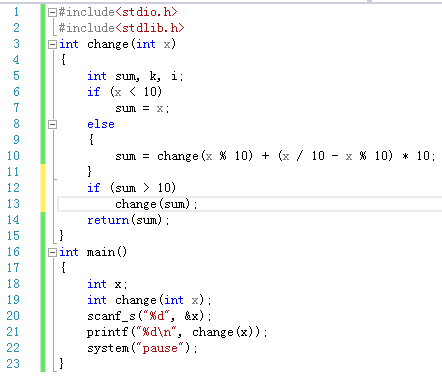 1 #include<stdio.h>
2 #include<stdlib.h>
3 int change(int x)
4 {
5 int sum, k, i;
6 if (x < 10)
7 sum = x;
8 else
9 {
10 sum = change(x % 10) + (x / 10 - x % 10) * 10;
11 }
12 if (sum > 10)
13 change(sum);
14 return(sum);
15 }
16 int main()
17 {
18 int x;
19 int change(int x);
20 scanf_s("%d", &x);
21 printf("%d\n", change(x));
22 system("pause");
23 }